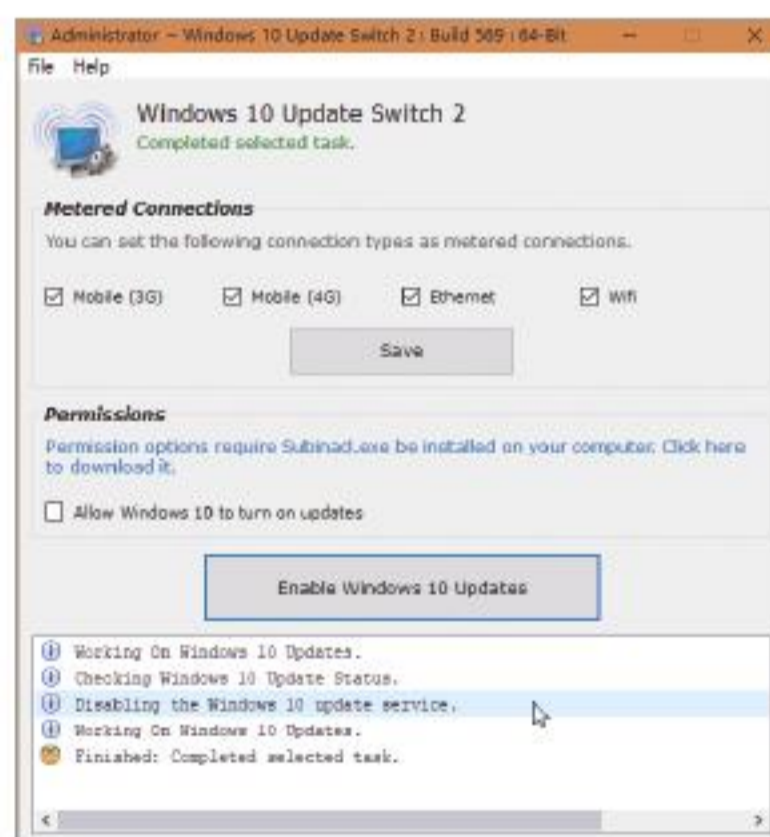 Administrator – Windows 10 Update Switch 2 : Build 569 : 64-Bit
File Help
Windows 10 Update Switch 2
Completed selected task.
Metered Connections
You can set the following connection types as metered connections.
Mobile (3G) Mobile (4G) Ethernet Wifi
Save
Permissions
Permission options require Subinacl.exe be installed on your computer. Click here
to download it.
Allow Windows 10 to turn on updates
Enable Windows 10 Updates
Working On Windows 10 Updates.
Checking Windows 10 Update Status.
Disabling the Windows 10 update service.
Working On Windows 10 Updates.
Finished: Completed selected task.